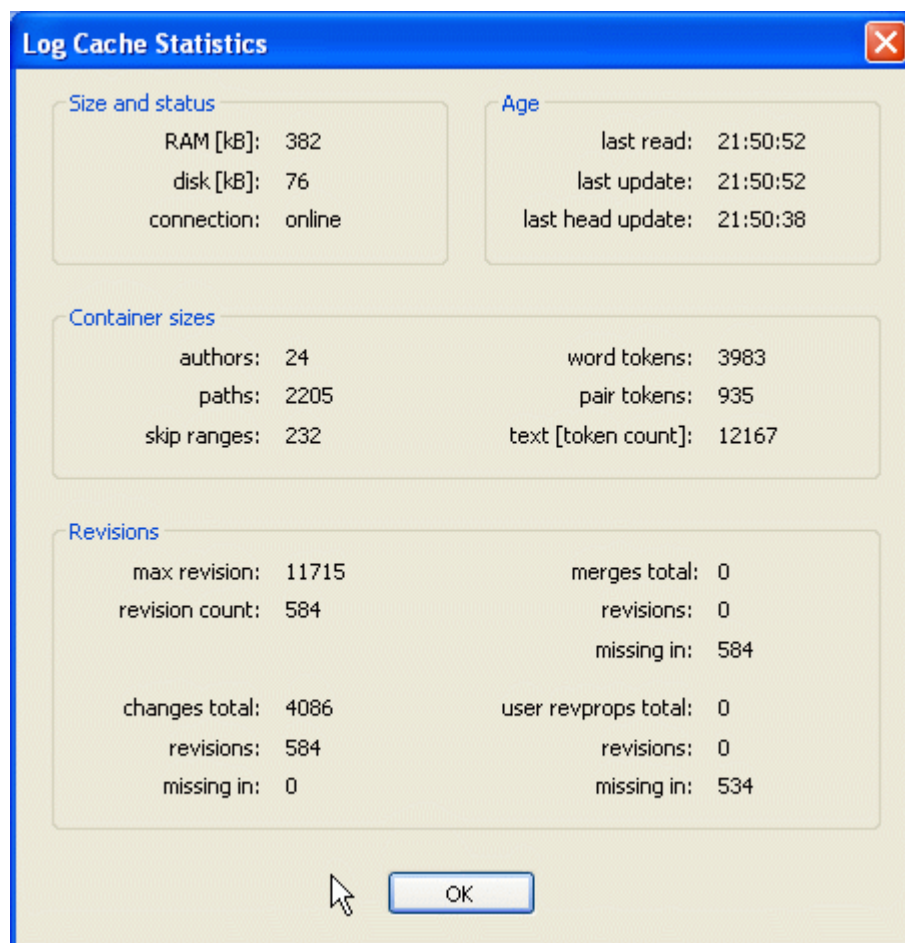 Log Cache Statistics
Size and status
RAM [kB]: 382
disk [kB]: 76
connection: online
Age
last read: 21:50:52
last update: 21:50:52
last head update: 21:50:38
Container sizes
authors: 24
paths: 2205
skip ranges: 232
word tokens: 3983
pair tokens: 935
text [token count]: 12167
Revisions
max revision: 11715
revision count: 584
merges total: 0
revisions: 0
missing in: 584
changes total: 4086
revisions: 584
missing in: 0
user revprops total: 0
revisions: 0
missing in: 534
OK